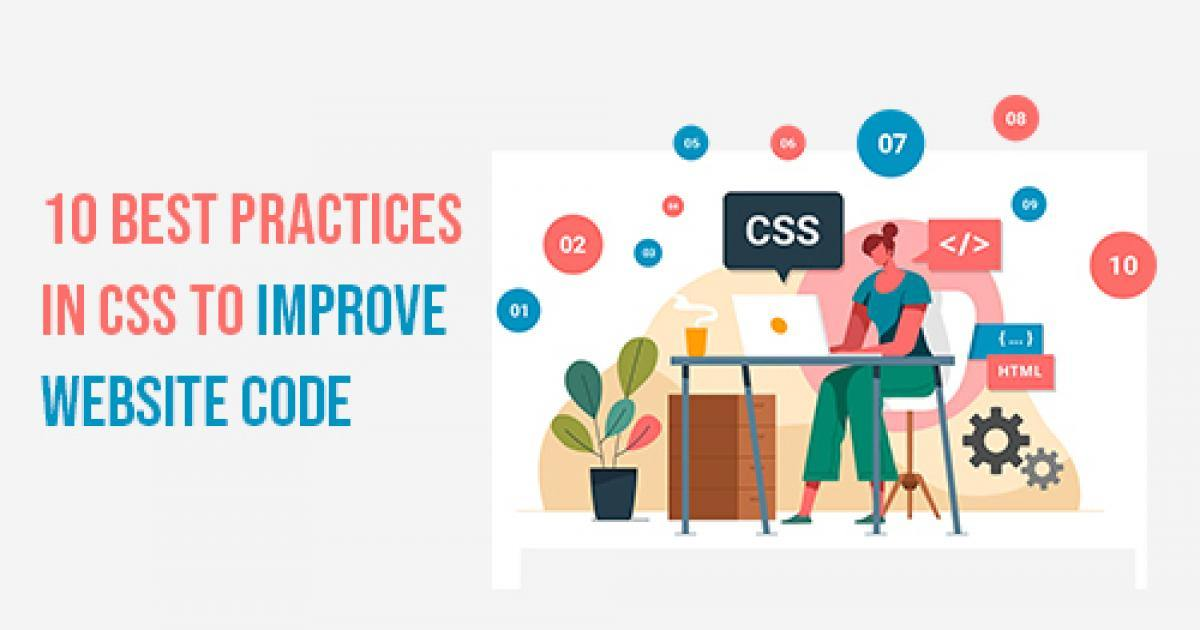 10 BEST PRACTICES
IN CSS TO IMPROVE
WEBSITE CODE
05
06
07
08
CSS
09
02
03
</>
10
01
{...}
HTML